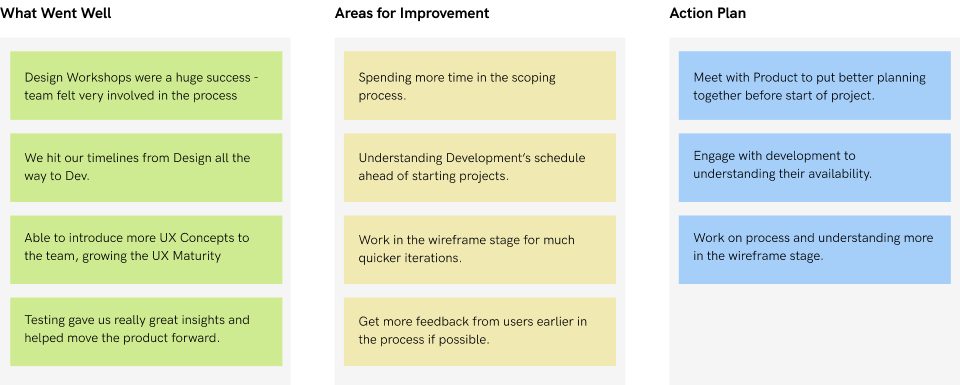 What Went Well
Design Workshops were a huge success -
team felt very involved in the process
We hit our timelines from Design all the
way to Dev.
Able to introduce more UX Concepts to
the team, growing the UX Maturity
Testing gave us really great insights and
helped move the product forward.
Areas for Improvement
Spending more time in the scoping
process.
Understanding Development’s schedule
ahead of starting projects.
Work in the wireframe stage for much
quicker iterations.
Get more feedback from users earlier in
the process if possible.
Action Plan
Meet with Product to put better planning
together before start of project.
Engage with development to
understanding their availability.
Work on process and understanding more
in the wireframe stage.